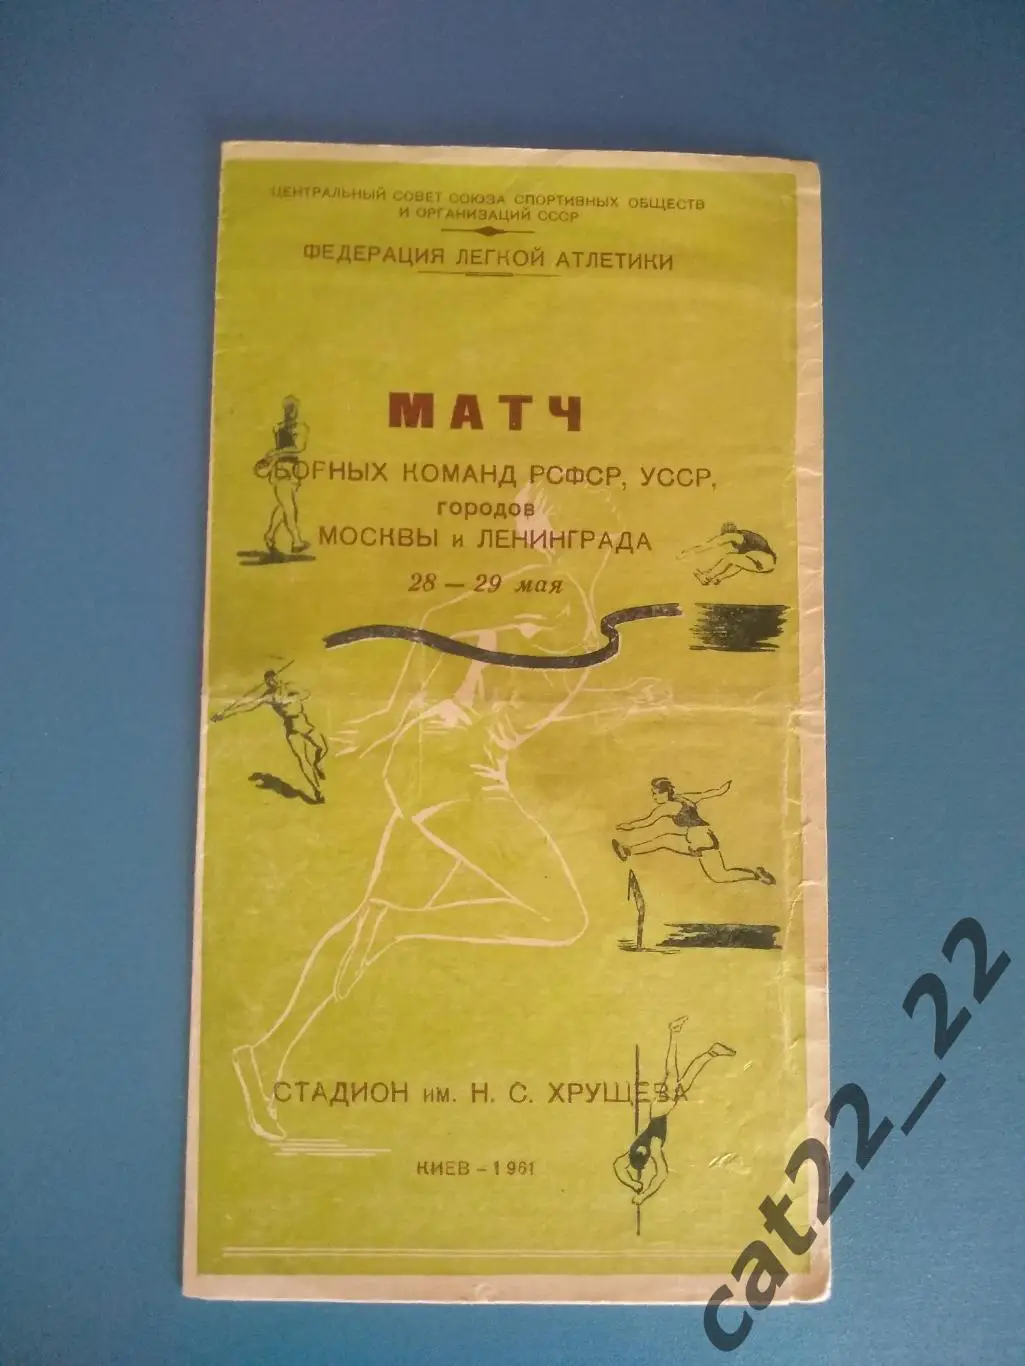 ЦЕНТРАЛЬНЫЙ СОВЕТ СОЮЗА СПОРТИВНЫХ ОБЩЕСТВ
И ОРГАНИЗАЦИЙ СССР
ФЕДЕРАЦИЯ ЛЕГКОЙ АТЛЕТИКИ
МАТЧ
СБОРНЫХ КОМАНД РСФСР, УССР,
городов
МОСКВЫ и ЛЕНИНГРАДА
28 — 29 мая
СТАДИОН им. Н. С. ХРУЩЕВА
КИЕВ – 1961
cat22_22